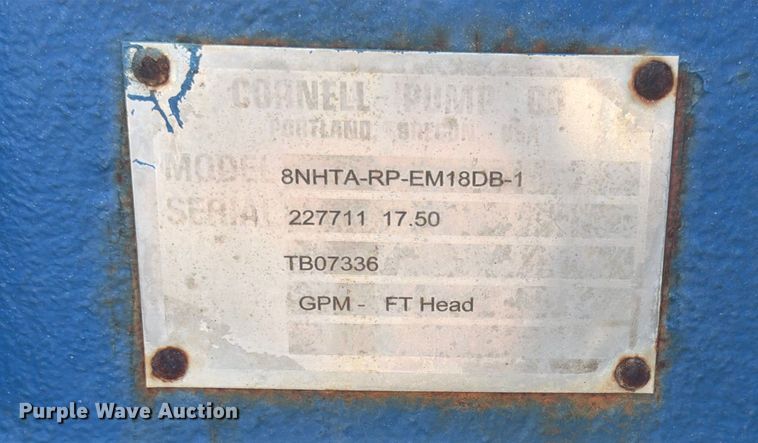 CORNELL PUMP CO
PORTLAND, OREGON, USA
MODEL 8NHTA-RP-EM18DB-1
SERIAL 227711 17.50
TB07336
GPM - FT Head
Purple Wave Auction